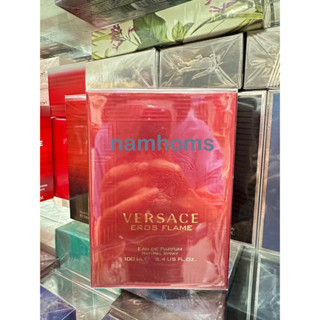 namhoms
VERSACE
EROS FLAME
EAU DE PARFUM
NATURAL SPRAY
100 ml e 3.4 US FL.OZ.